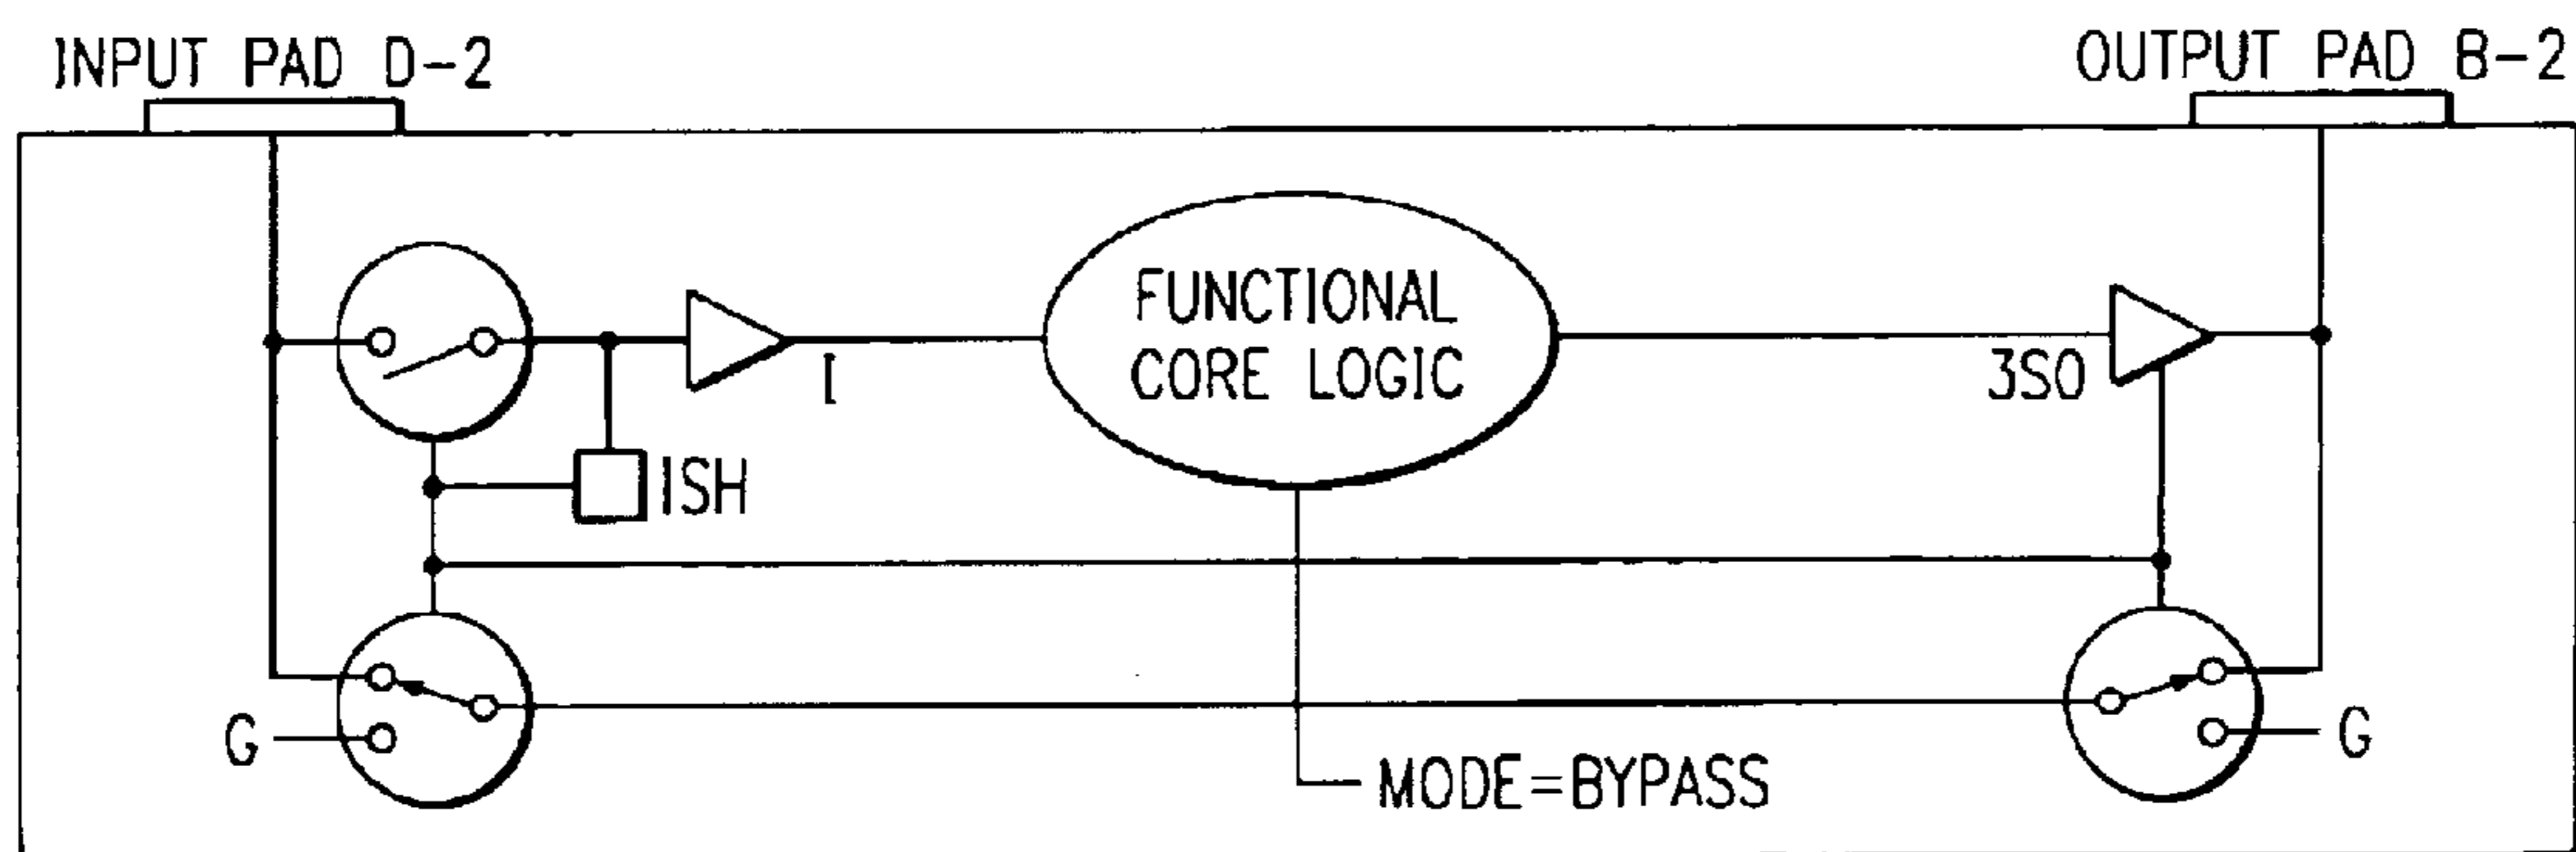 INPUT PAD D-2
OUTPUT PAD B-2
FUNCTIONAL
CORE LOGIC
I
3SO
ISH
G
G
MODE=BYPASS